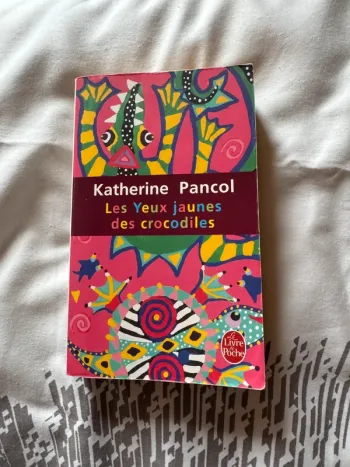 Katherine Pancol
Les Yeux jaunes
des crocodiles
Le
Livre
de
Poche